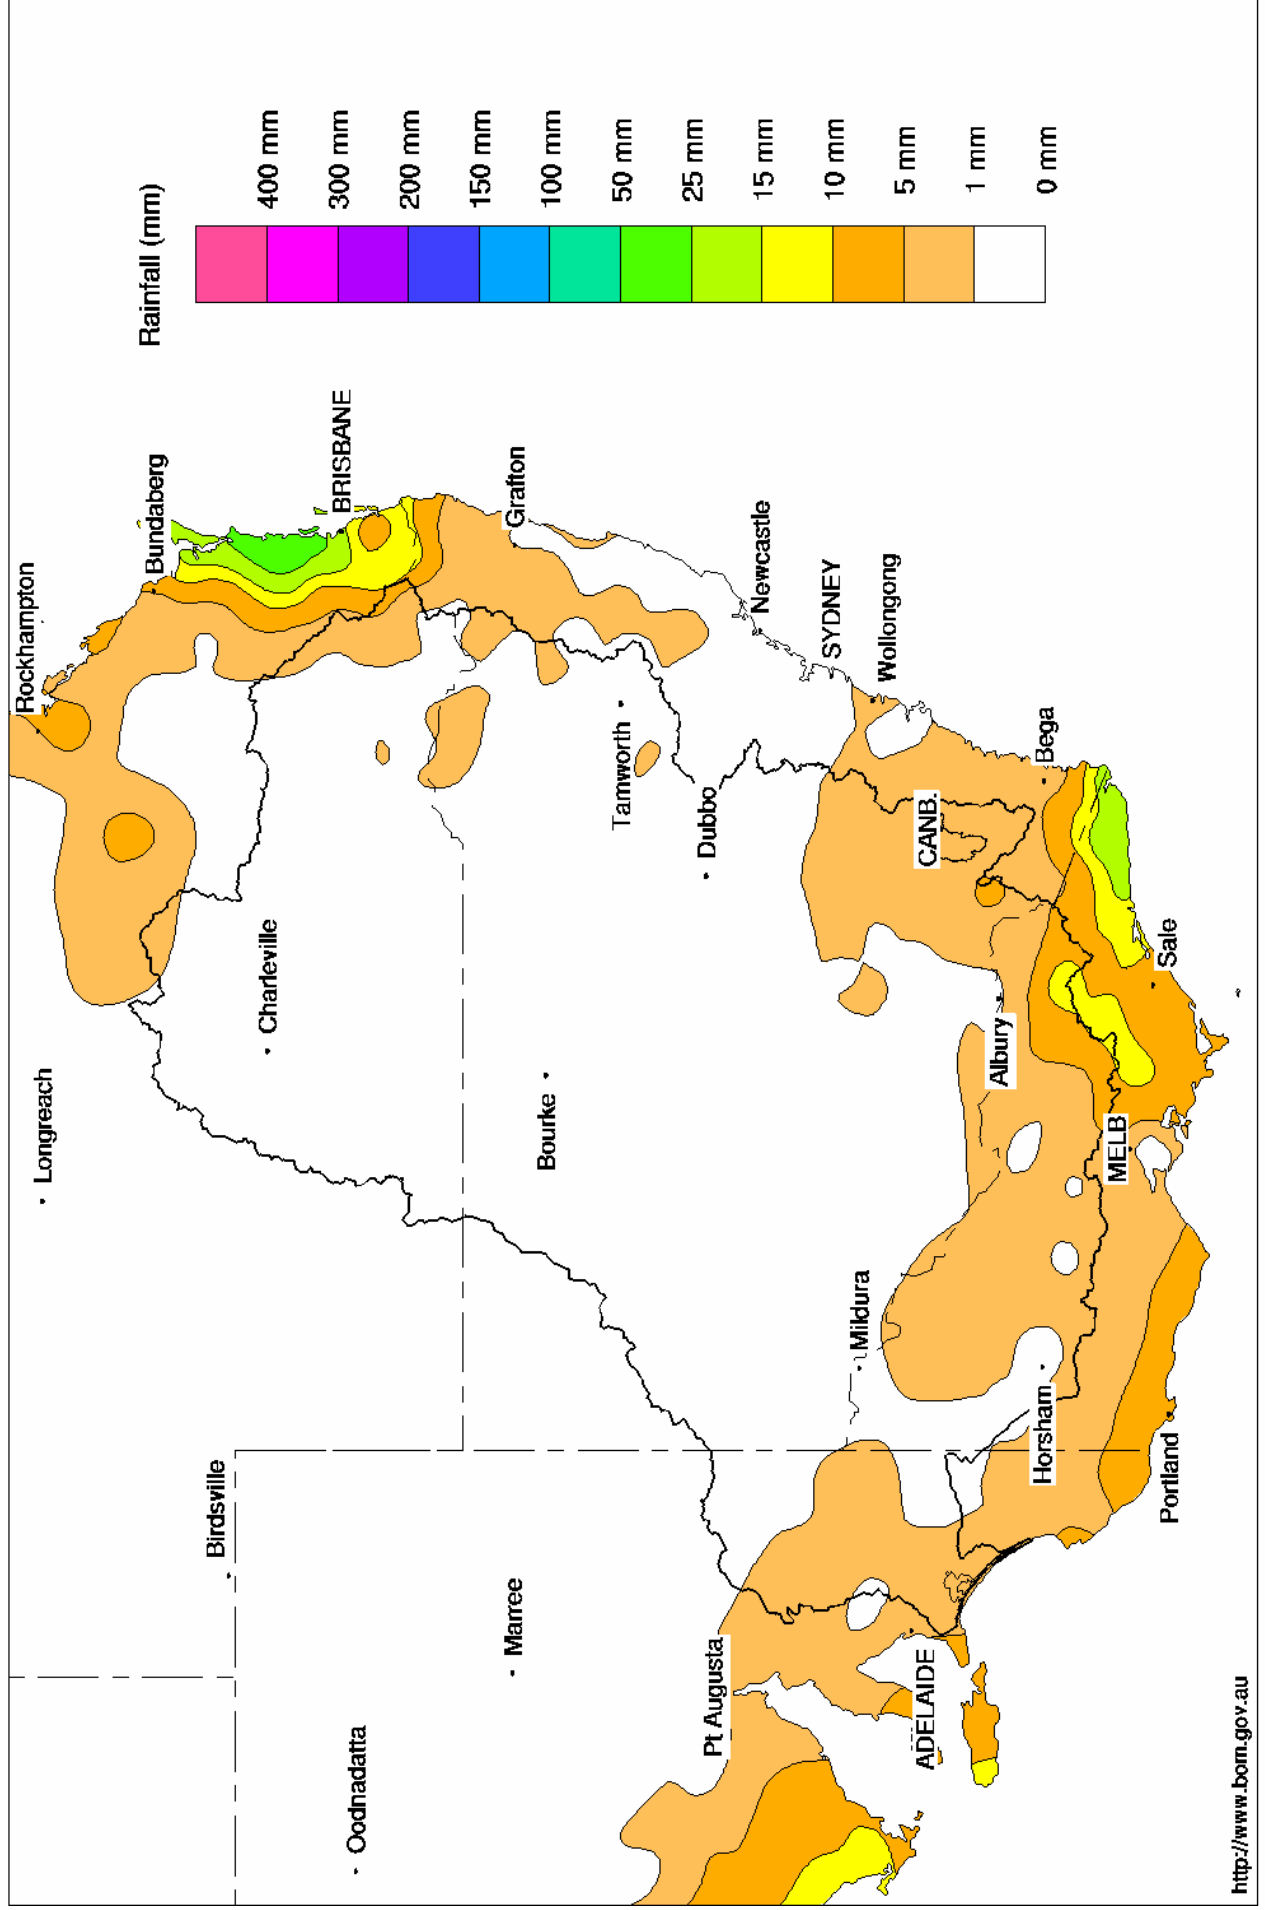 Rainfall (mm)
400 mm
300 mm
200 mm
150 mm
100 mm
50 mm
25 mm
15 mm
10 mm
5 mm
1 mm
0 mm
Rockhampton
Longreach
Bundaberg
BRISBANE
Charleville
Birdsville
Oodnadatta
Marree
Bourke
Grafton
Tamworth
Dubbo
Newcastle
SYDNEY
Wollongong
Bega
CANB.
Albury
Sale
MELB
Mildura
Horsham
Portland
Pt Augusta
ADELAIDE
http://www.bom.gov.au